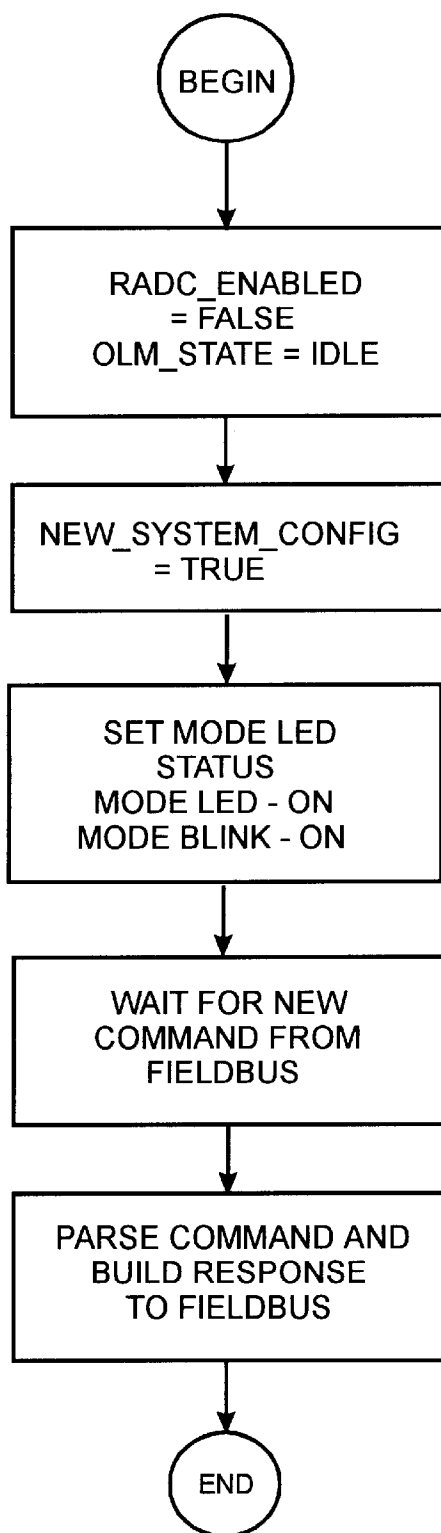 BEGIN
RADC_ENABLED
= FALSE
OLM_STATE = IDLE
NEW_SYSTEM_CONFIG
= TRUE
SET MODE LED
STATUS
MODE LED - ON
MODE BLINK - ON
WAIT FOR NEW
COMMAND FROM
FIELDBUS
PARSE COMMAND AND
BUILD RESPONSE
TO FIELDBUS
END